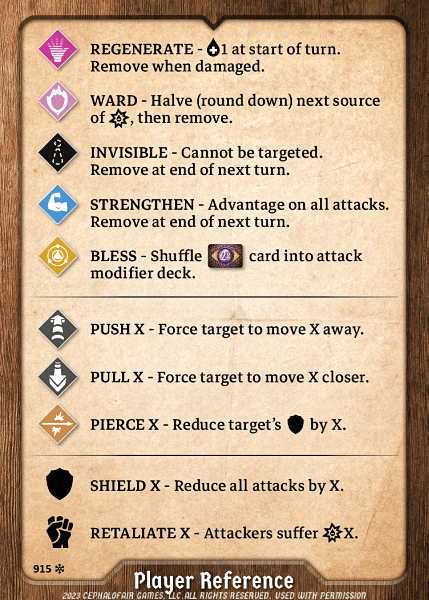 REGENERATE - 1 at start of turn.
Remove when damaged.
WARD - Halve (round down) next source
of , then remove.
INVISIBLE - Cannot be targeted.
Remove at end of next turn.
STRENGTHEN - Advantage on all attacks.
Remove at end of next turn.
BLESS - Shuffle card into attack
modifier deck.
PUSH X - Force target to move X away.
PULL X - Force target to move X closer.
PIERCE X - Reduce target's by X.
SHIELD X - Reduce all attacks by X.
RETALIATE X - Attackers suffer X.
915
Player Reference
2023 CEPHALOFAIR GAMES, LLC. ALL RIGHTS RESERVED. USED WITH PERMISSION